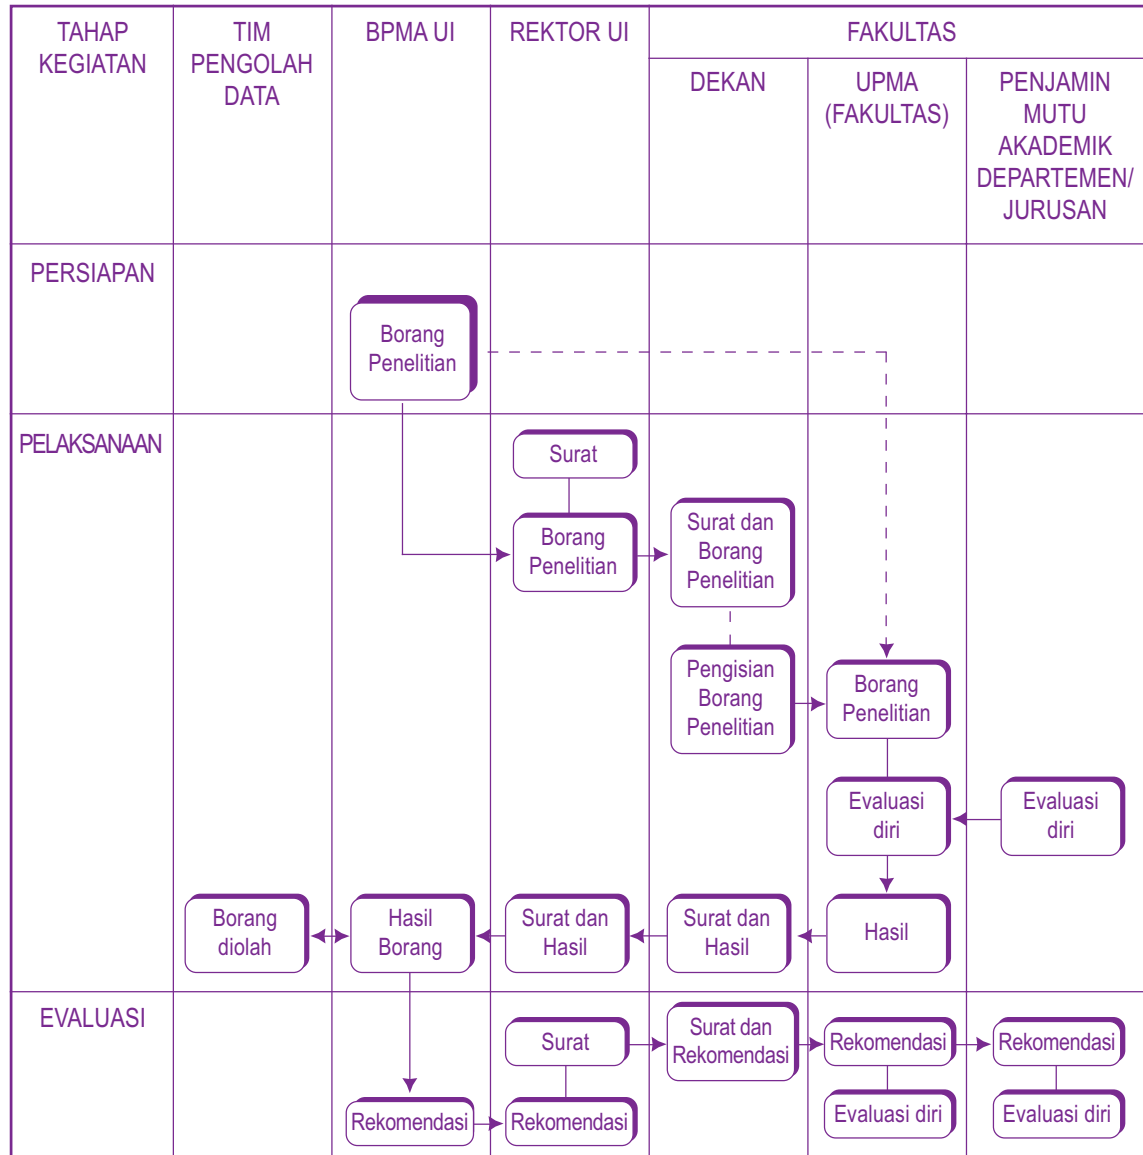 TAHAP
KEGIATAN
TIM
PENGOLAH
DATA
BPMA UI
REKTOR UI
FAKULTAS
DEKAN
UPMA
(FAKULTAS)
PENJAMIN
MUTU
AKADEMIK
DEPARTEMEN/
JURUSAN
PERSIAPAN
Borang
Penelitian
PELAKSANAAN
Surat
Borang
Penelitian
Surat dan
Borang
Penelitian
Pengisian
Borang
Penelitian
Borang
Penelitian
Evaluasi
diri
Evaluasi
diri
Borang
diolah
Hasil
Borang
Surat dan
Hasil
Surat dan
Hasil
Hasil
EVALUASI
Surat
Surat dan
Rekomendasi
Rekomendasi
Rekomendasi
Rekomendasi
Rekomendasi
Evaluasi diri
Evaluasi diri